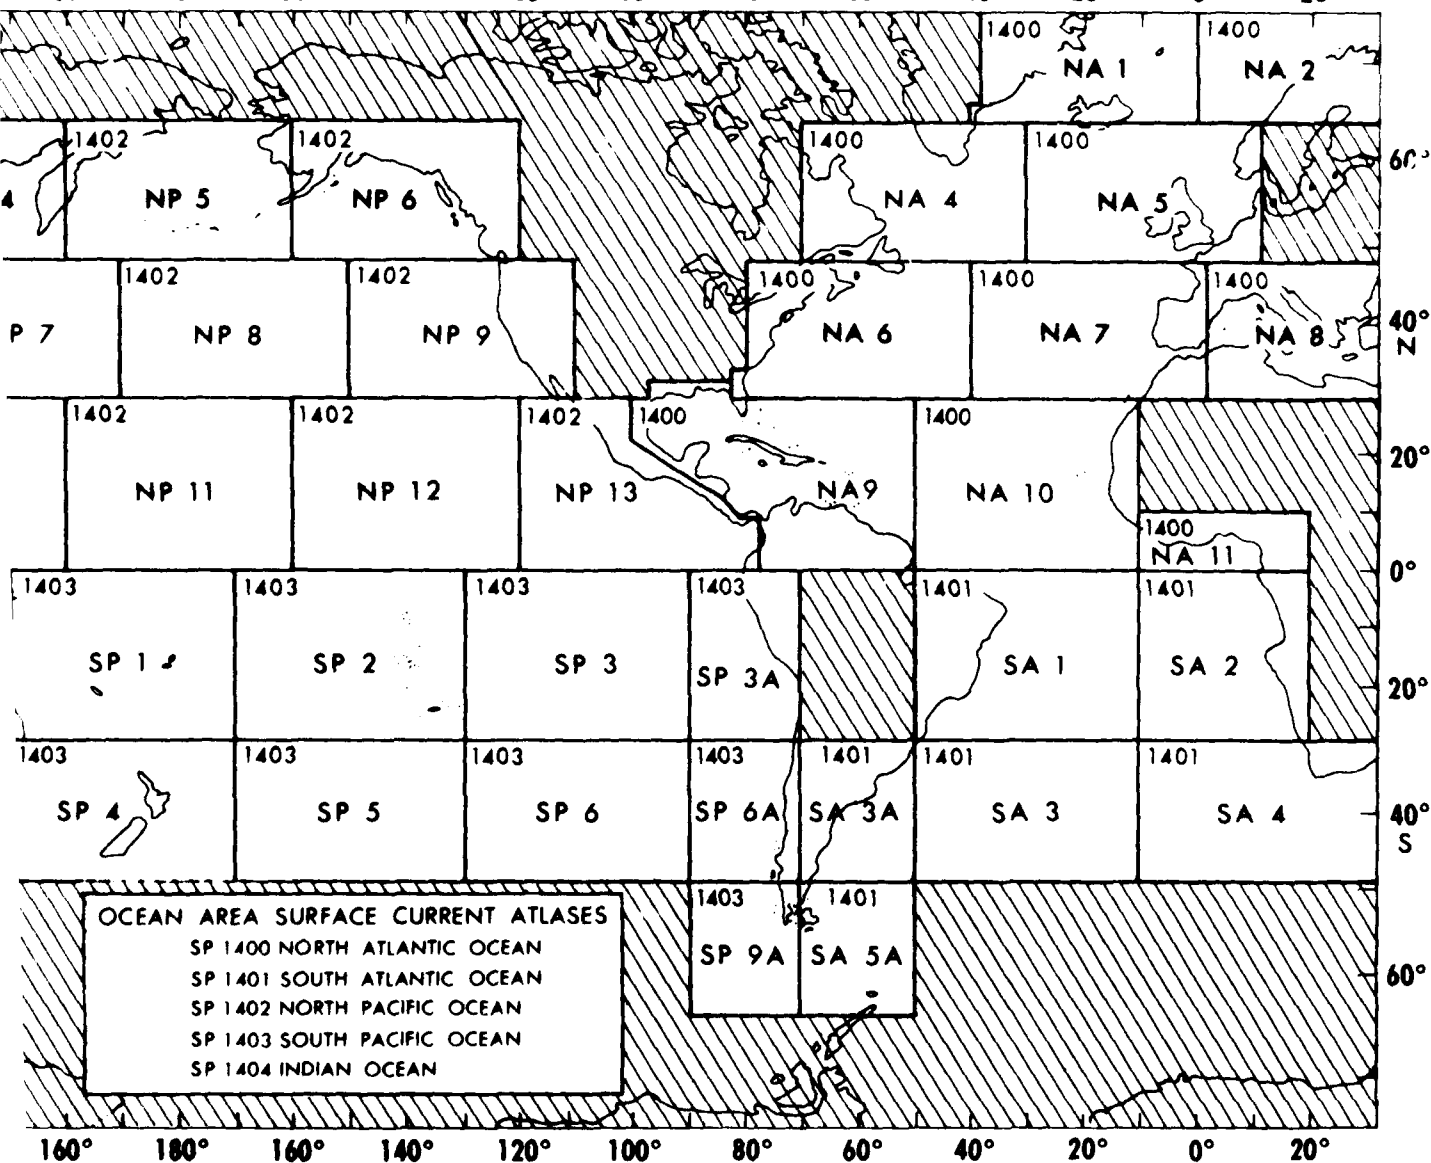 1400 1400
NA 1 NA 2
1402 1402 1400 1400
60°
4 NP 5 NP 6 NA 4 NA 5
1402 1402 1400 1400 1400
P 7 NP 8 NP 9 NA 6 NA 7 NA 8
40°
N
1402 1402 1402 1400 1400
20°
NP 11 NP 12 NP 13 NA9 NA 10
1400
NA 11
0°
1403 1403 1403 1403 1401 1401
SP 1 SP 2 SP 3 SP 3A SA 1 SA 2
20°
1403 1403 1403 1403 1401 1401 1401
SP 4 SP 5 SP 6 SP 6A SA 3A SA 3 SA 4
40°
S
1403 1401
SP 9A SA 5A
60°
OCEAN AREA SURFACE CURRENT ATLASES
SP 1400 NORTH ATLANTIC OCEAN
SP 1401 SOUTH ATLANTIC OCEAN
SP 1402 NORTH PACIFIC OCEAN
SP 1403 SOUTH PACIFIC OCEAN
SP 1404 INDIAN OCEAN
160° 180° 160° 140° 120° 100° 80° 60° 40° 20° 0° 20°